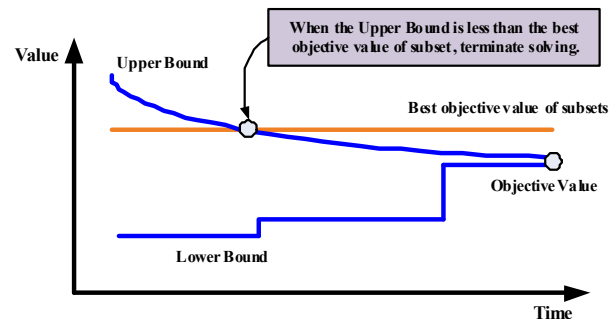 When the Upper Bound is less than the best
objective value of subset, terminate solving.
Value
Upper Bound
Best objective value of subsets
Objective Value
Lower Bound
Time